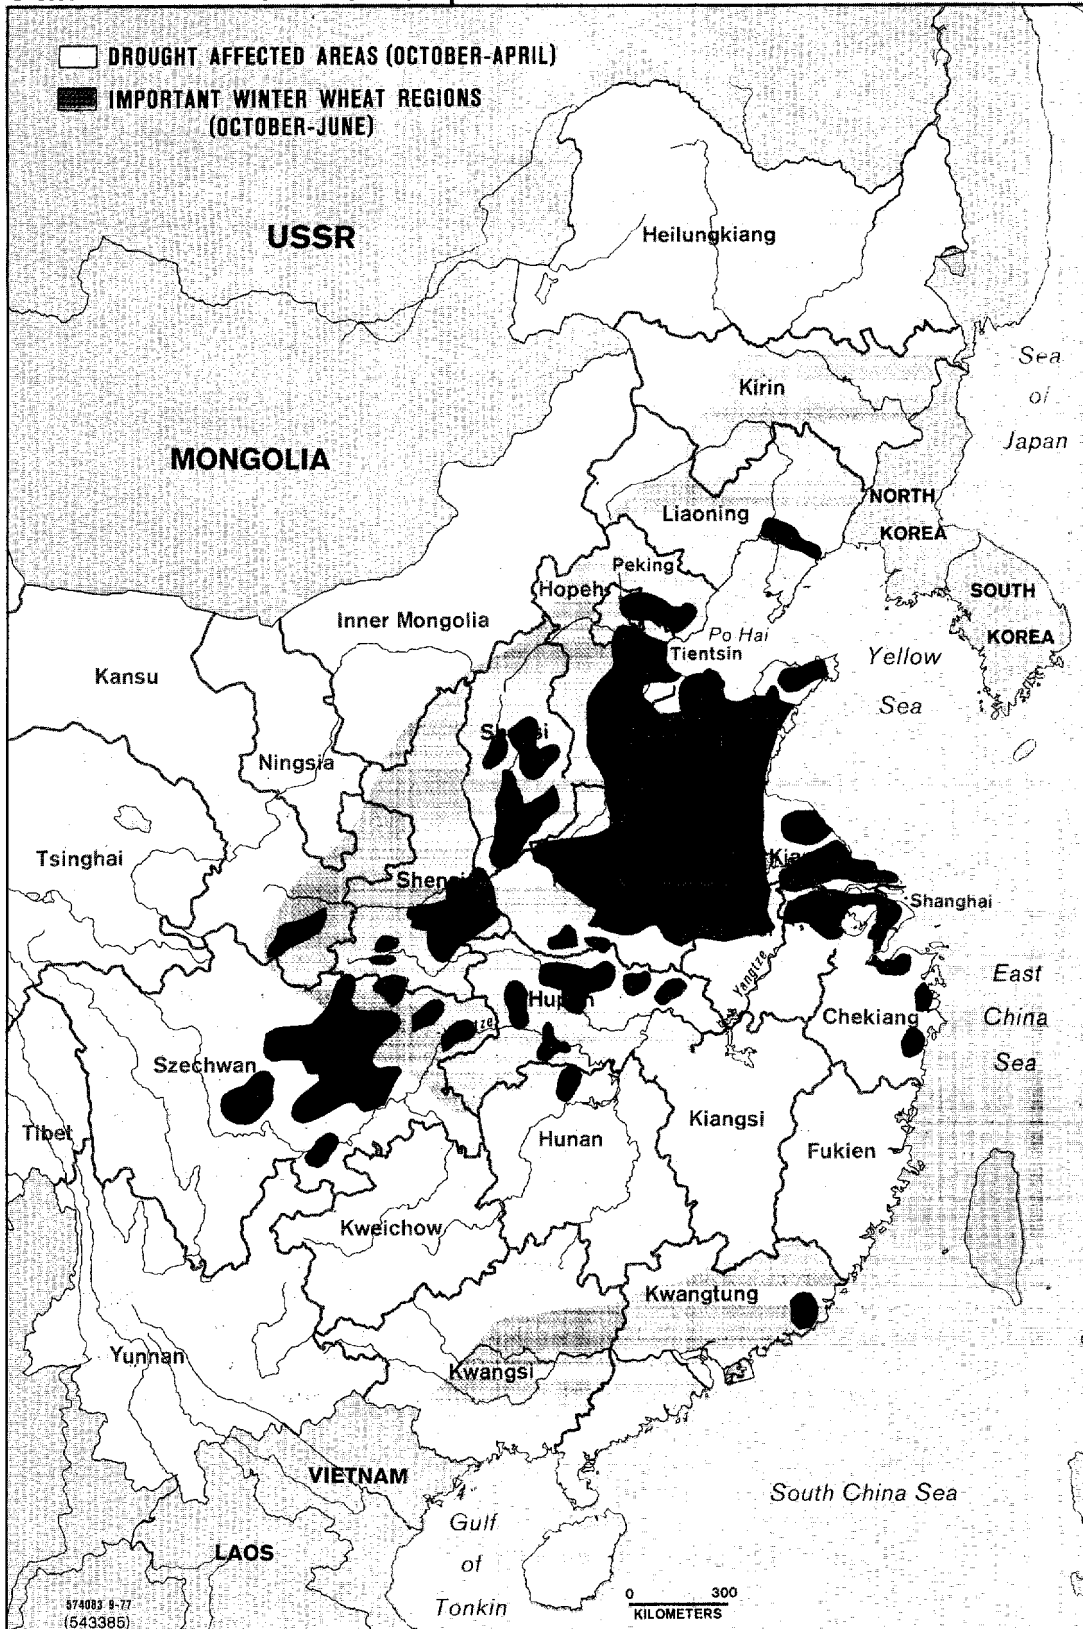 DROUGHT AFFECTED AREAS (OCTOBER-APRIL)
IMPORTANT WINTER WHEAT REGIONS
(OCTOBER-JUNE)
USSR
Heilungkiang
Sea
of
Japan
Kirin
MONGOLIA
NORTH
KOREA
Liaoning
Peking
Hopeh
SOUTH
KOREA
Inner Mongolia
Po Hai
Tientsin
Yellow
Sea
Kansu
Ningsia
Tsinghai
Shanghai
Yangtze
East
China
Sea
Chekiang
Szechwan
Kiangsi
Hunan
Fukien
Tibet
Kweichow
Kwangtung
Yunnan
Kwangsi
VIETNAM
South China Sea
Gulf
of
Tonkin
LAOS
0 300
KILOMETERS
574083 9-77
(543385)